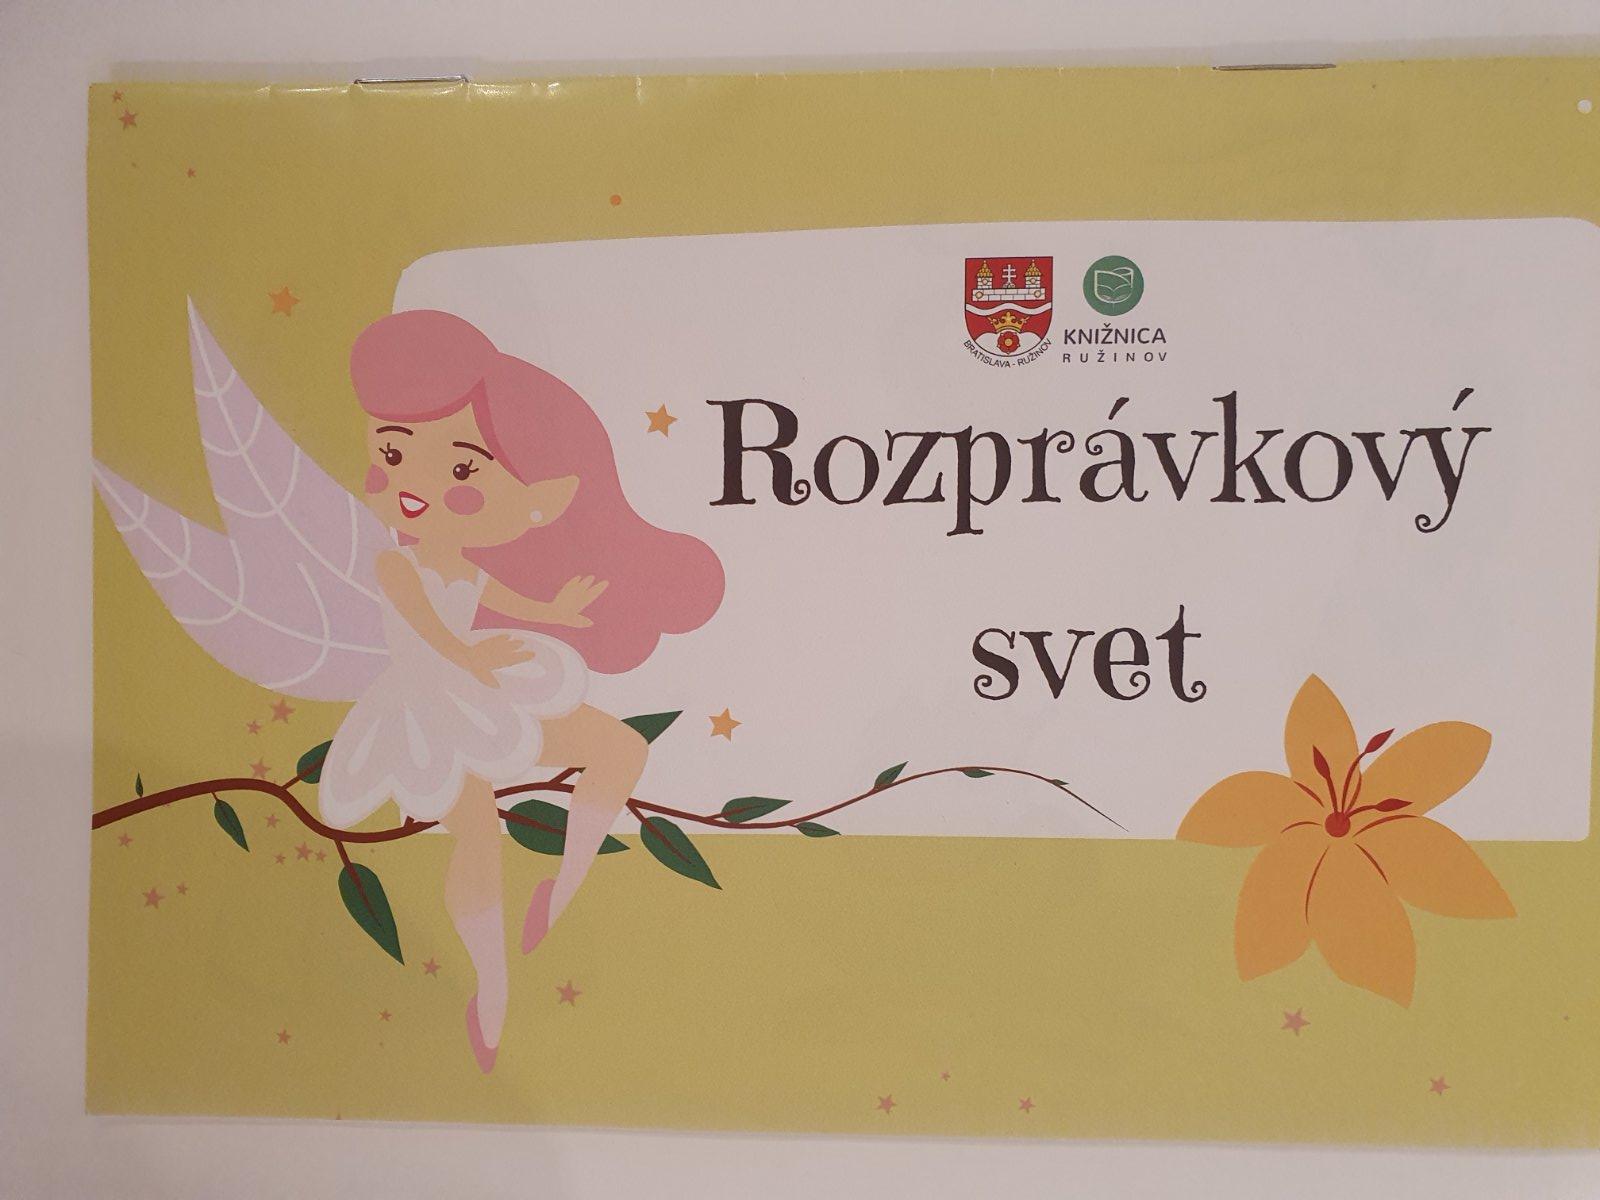 BRATISLAVA - RUŽINOV
KNIŽNICA
RUŽINOV
Rozprávkový
svet